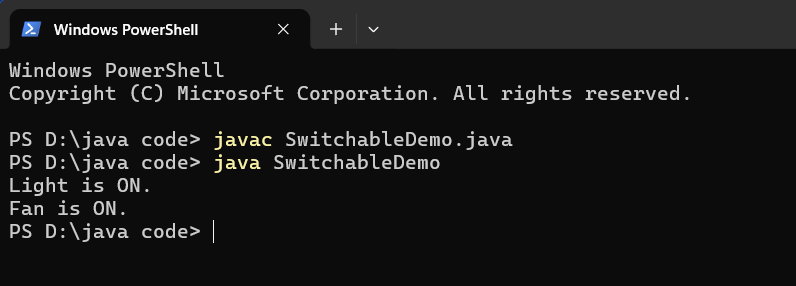 Windows PowerShell
Windows PowerShell
Copyright (C) Microsoft Corporation. All rights reserved.
PS D:\java code> javac SwitchableDemo.java
PS D:\java code> java SwitchableDemo
Light is ON.
Fan is ON.
PS D:\java code>